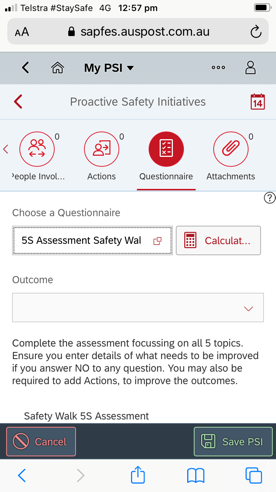 Telstra #StaySafe 4G 12:57 pm
AA sapfes.auspost.com.au
My PSI
Proactive Safety Initiatives
14
0 0 0
People Invol... Actions Questionnaire Attachments
Choose a Questionnaire
5S Assessment Safety Wal Calculat...
Outcome
Complete the assessment focussing on all 5 topics.
Ensure you enter details of what needs to be improved
if you answer NO to any question. You may also be
required to add Actions, to improve the outcomes.
Safety Walk 5S Assessment
Cancel Save PSI